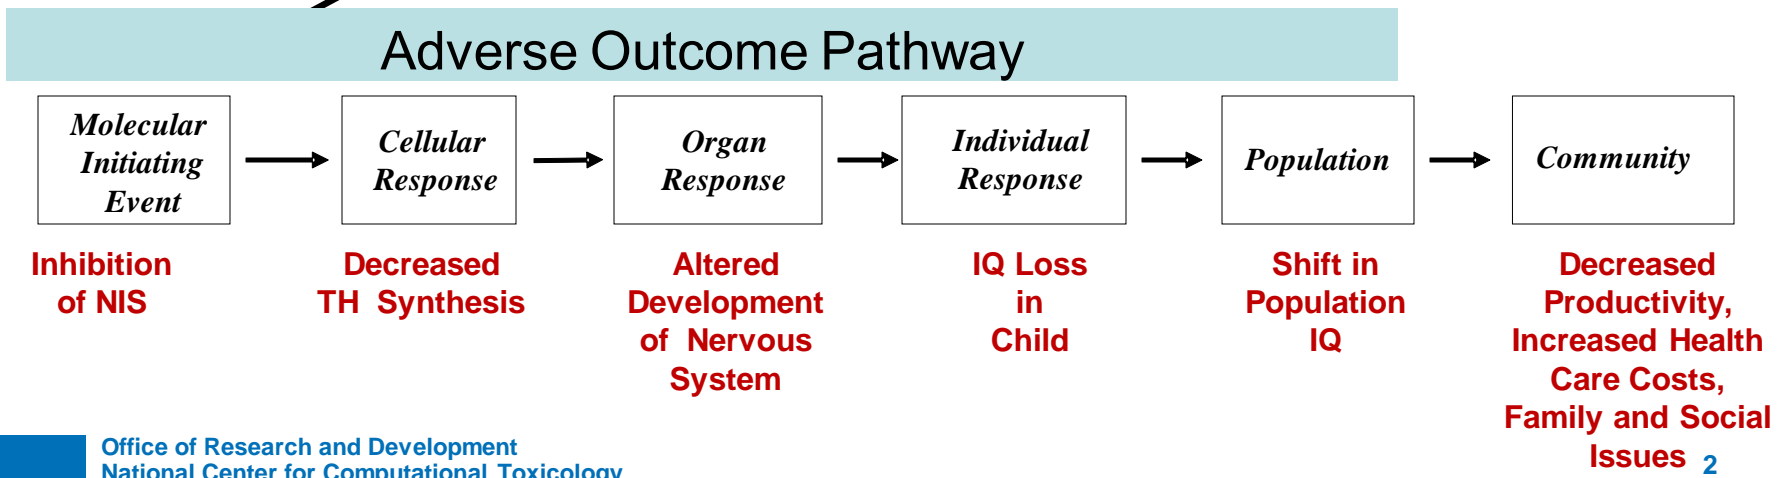 Adverse Outcome Pathway
Molecular
Initiating
Event
Cellular
Response
Organ
Response
Individual
Response
Population
Community
Inhibition
of NIS
Decreased
TH Synthesis
Altered
Development
of Nervous
System
IQ Loss
in
Child
Shift in
Population
IQ
Decreased
Productivity,
Increased Health
Care Costs,
Family and Social
Issues
Office of Research and Development
National Center for Computational Toxicology
2